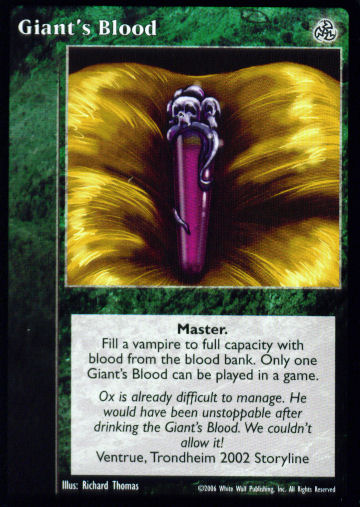 Giant's Blood
Master.
Fill a vampire to full capacity with
blood from the blood bank. Only one
Giant's Blood can be played in a game.
Ox is already difficult to manage. He
would have been unstoppable after
drinking the Giant's Blood. We couldn't
allow it!
Ventrue, Trondheim 2002 Storyline
Illus: Richard Thomas
©2006 White Wolf Publishing, Inc. All Rights Reserved